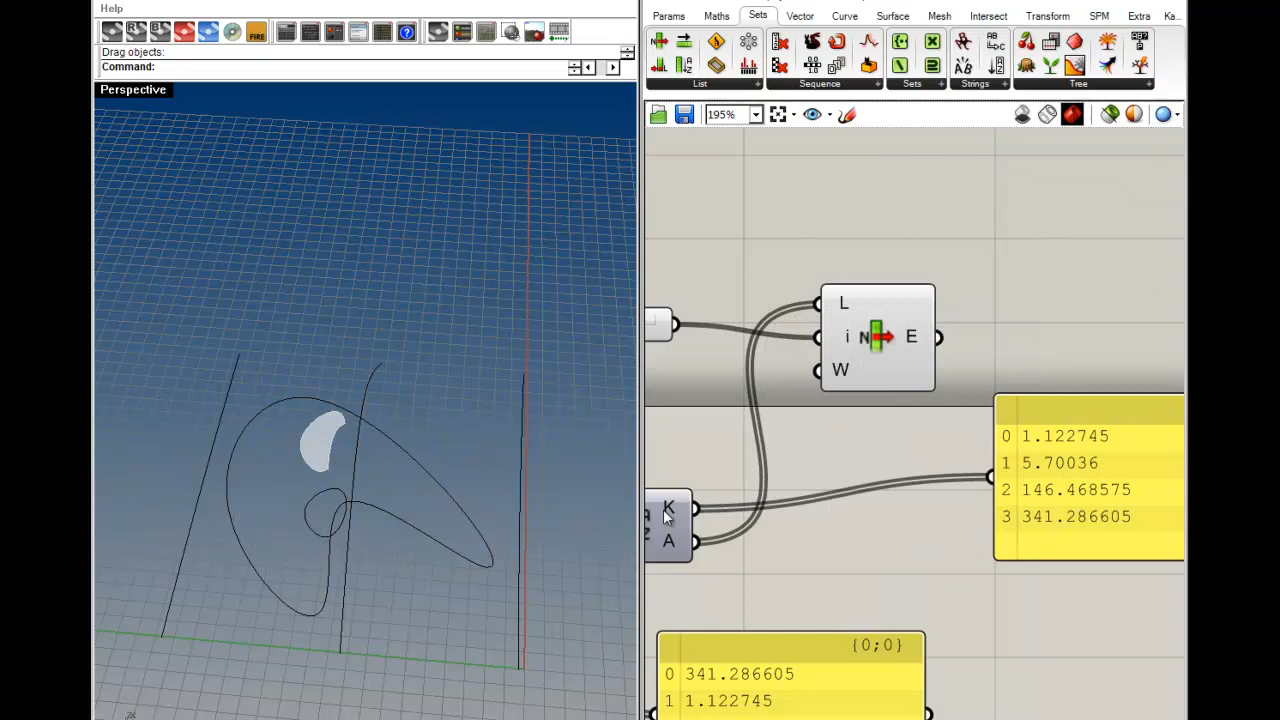 Help
Drag objects:
Command:
Perspective
Params Maths Sets Vector Curve Surface Mesh Intersect Transform SPM Extra Ka...
List Sequence Sets Strings Tree
195%
L
i N E
W
K
A
0 1.122745
1 5.70036
2 146.468575
3 341.286605
{0;0}
0 341.286605
1 1.122745
FIRE